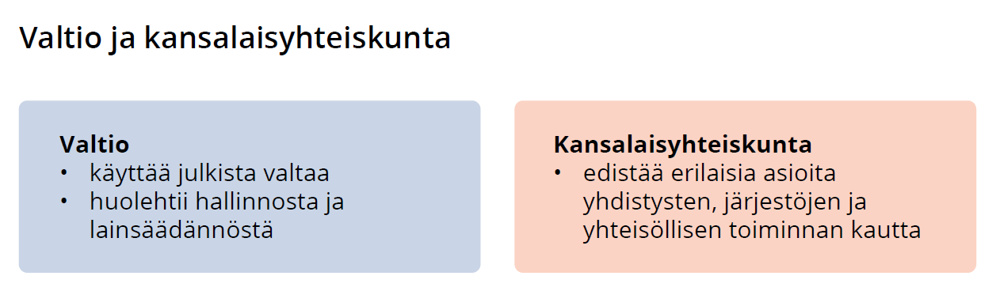 Valtio ja kansalaisyhteiskunta
Valtio
• käyttää julkista valtaa
• huolehtii hallinnosta ja
lainsäädännöstä
Kansalaisyhteiskunta
• edistää erilaisia asioita
yhdistysten, järjestöjen ja
yhteisöllisen toiminnan kautta